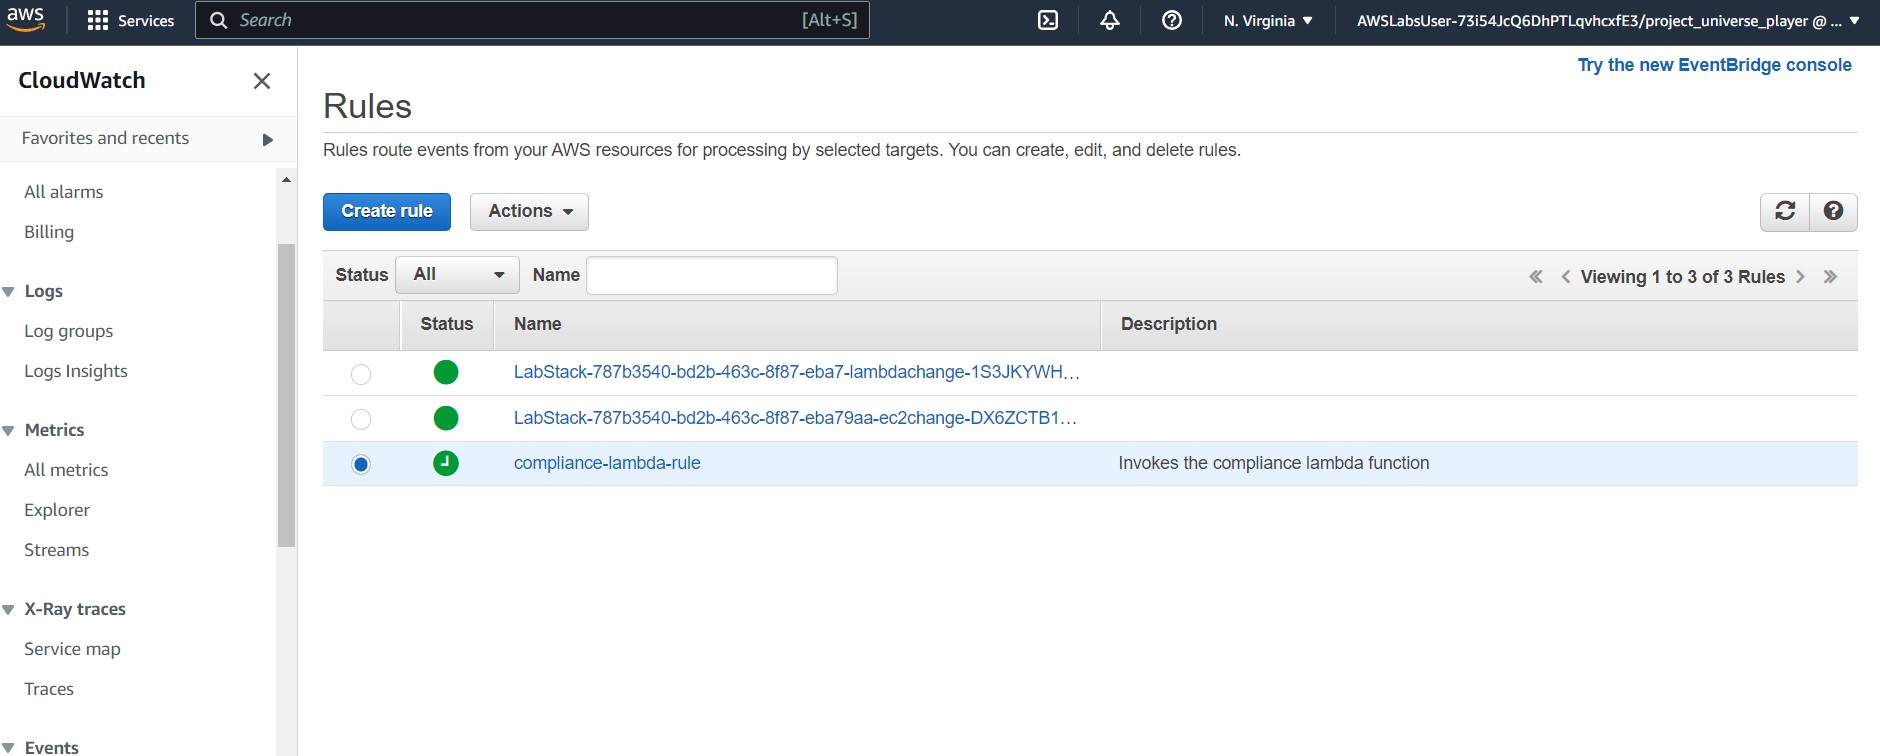 aws
Services
Search
[Alt+S]
N. Virginia
AWSLabsUser-73i54JcQ6DhPTLqvhcxfE3/project_universe_player @ ...
CloudWatch
Favorites and recents
All alarms
Billing
Logs
Log groups
Logs Insights
Metrics
All metrics
Explorer
Streams
X-Ray traces
Service map
Traces
Events
Try the new EventBridge console
Rules
Rules route events from your AWS resources for processing by selected targets. You can create, edit, and delete rules.
Create rule
Actions
Status All Name
Viewing 1 to 3 of 3 Rules
Status Name Description
LabStack-787b3540-bd2b-463c-8f87-eba7-lambdachange-1S3JKYWH...
LabStack-787b3540-bd2b-463c-8f87-eba79aa-ec2change-DX6ZCTB1...
compliance-lambda-rule Invokes the compliance lambda function